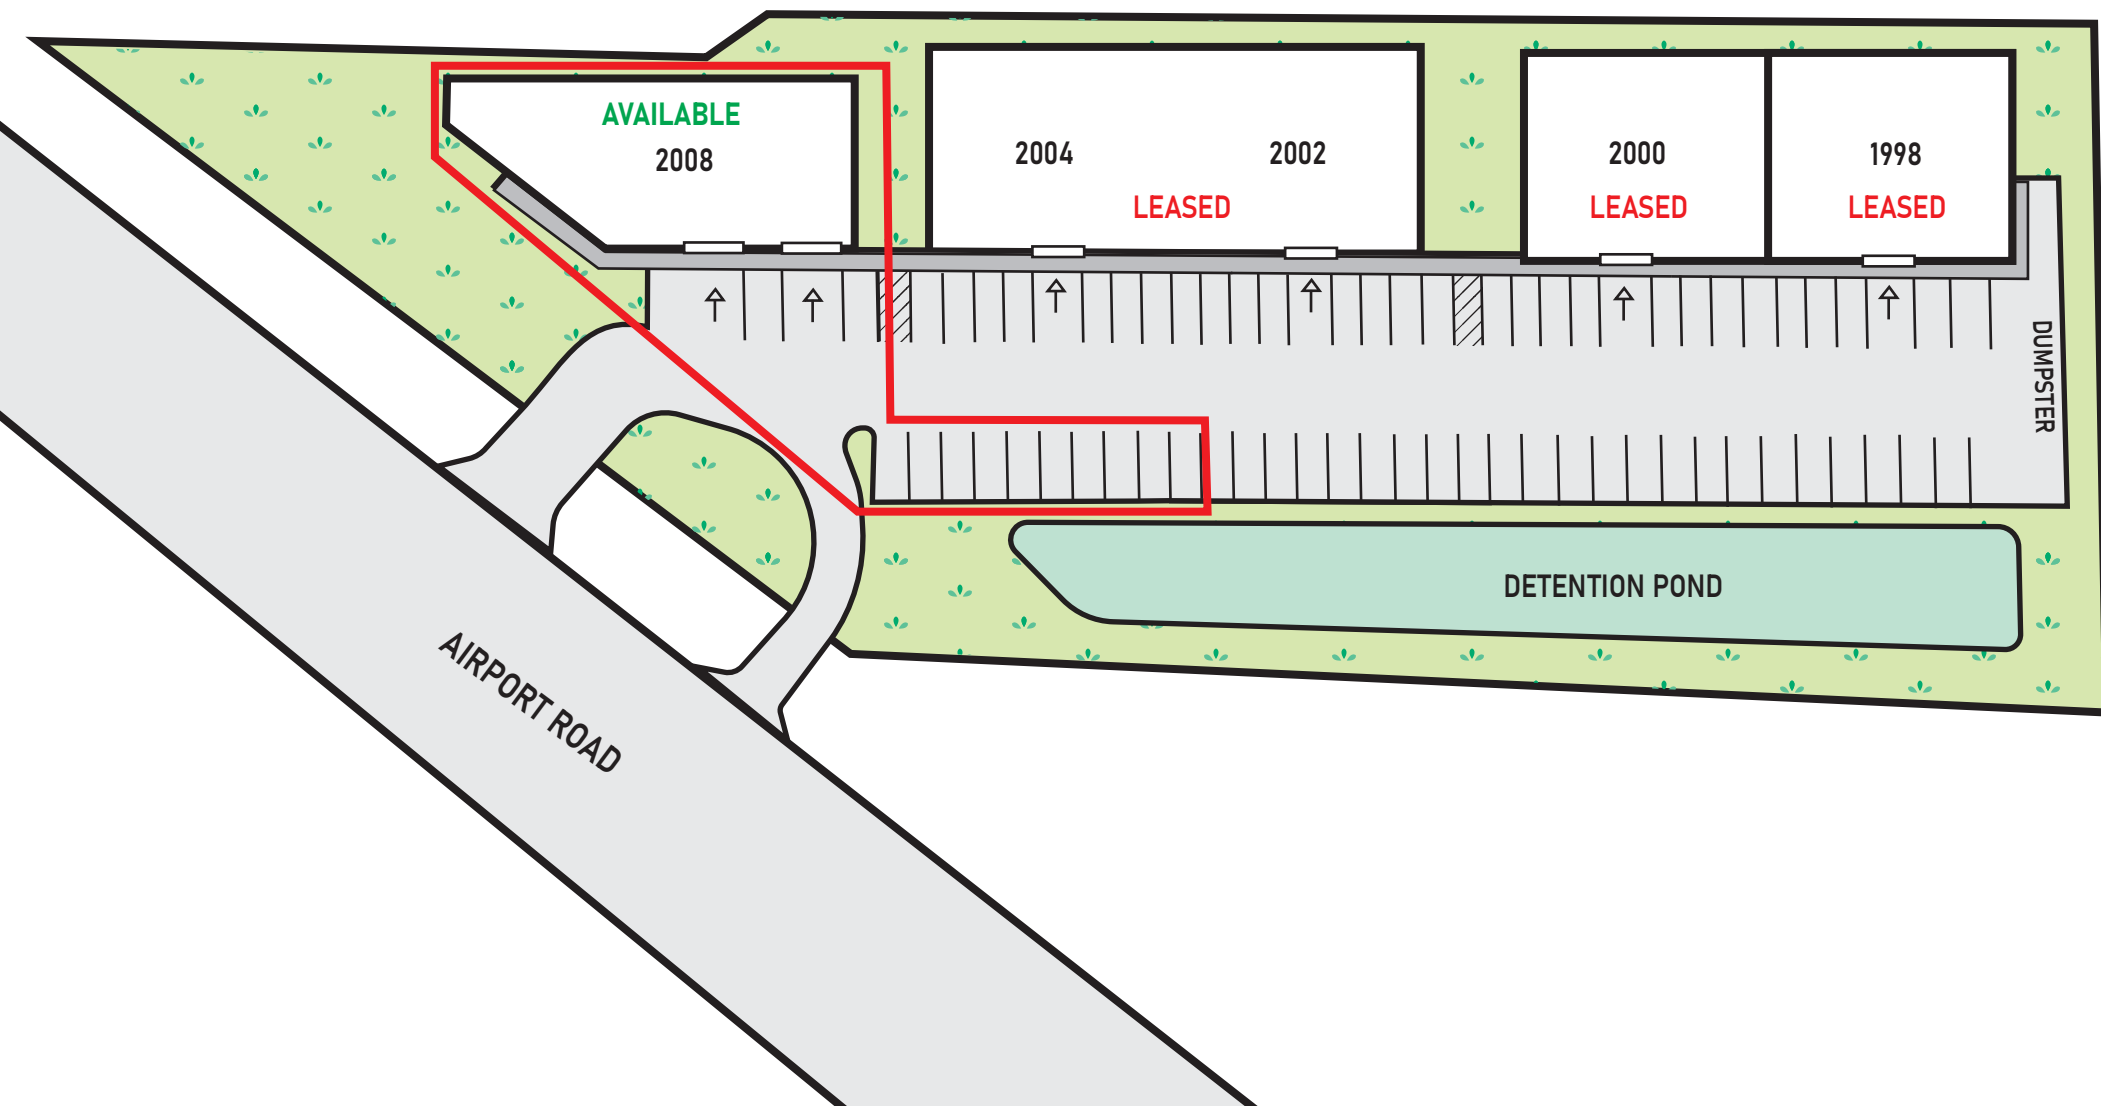 AVAILABLE
2008
2004
2002
LEASED
2000
LEASED
1998
LEASED
DUMPSTER
DETENTION POND
AIRPORT ROAD